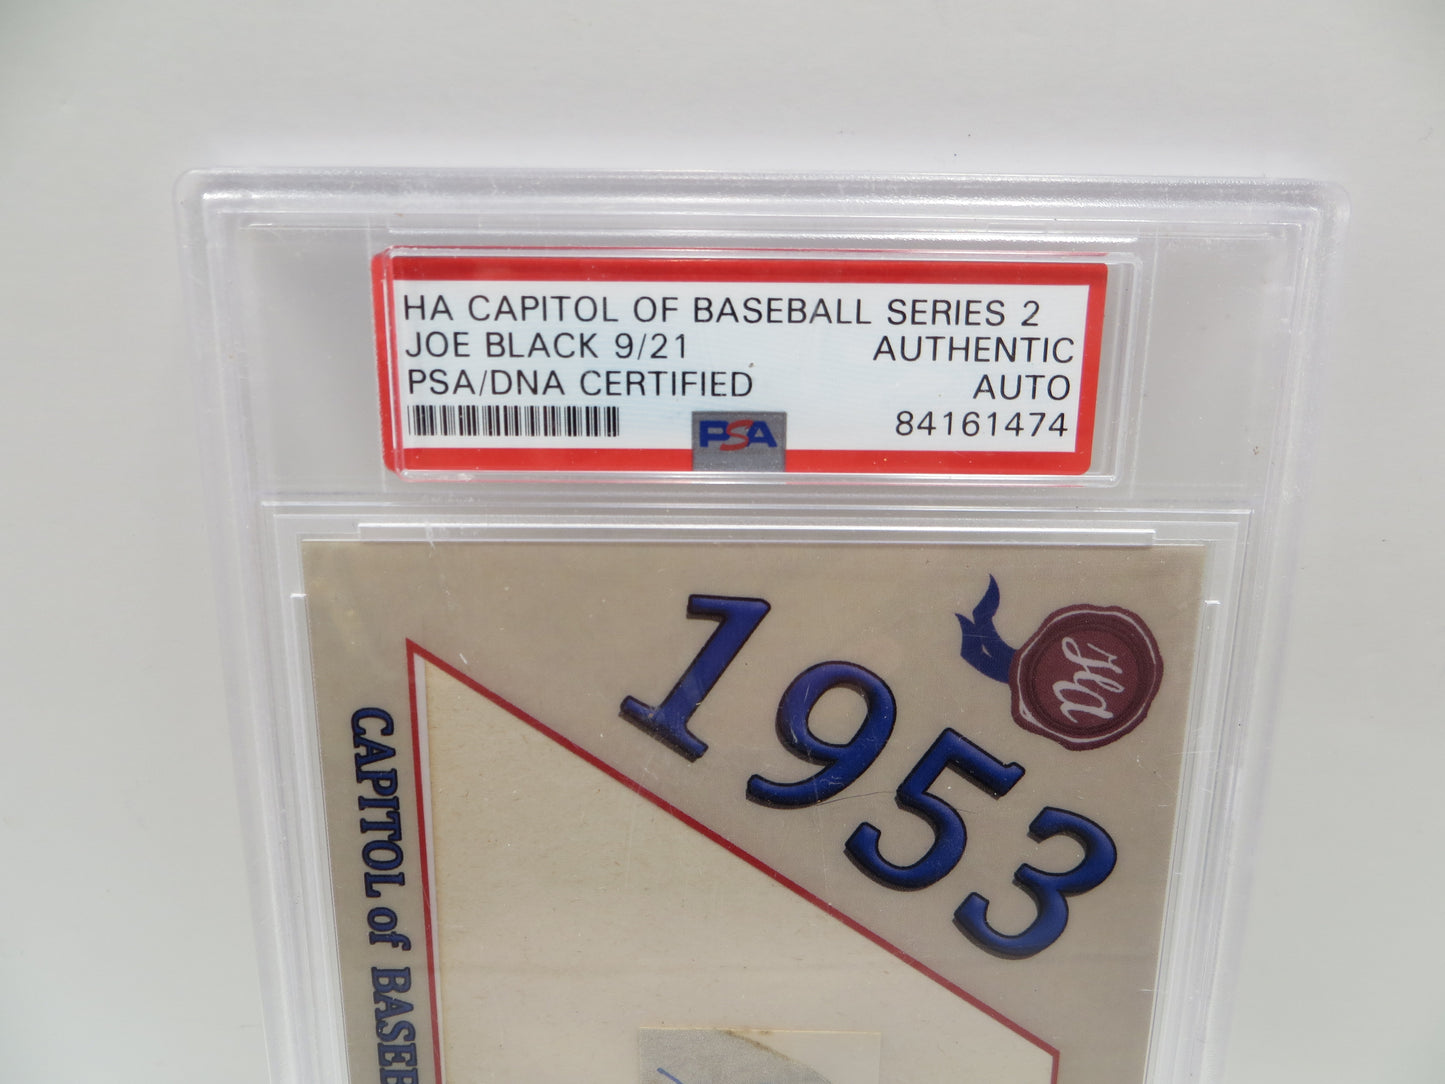 HA CAPITOL OF BASEBALL SERIES 2
JOE BLACK 9/21 AUTHENTIC
PSA/DNA CERTIFIED AUTO
84161474
PSA
1953
Ha
CAPITOL of BASEB